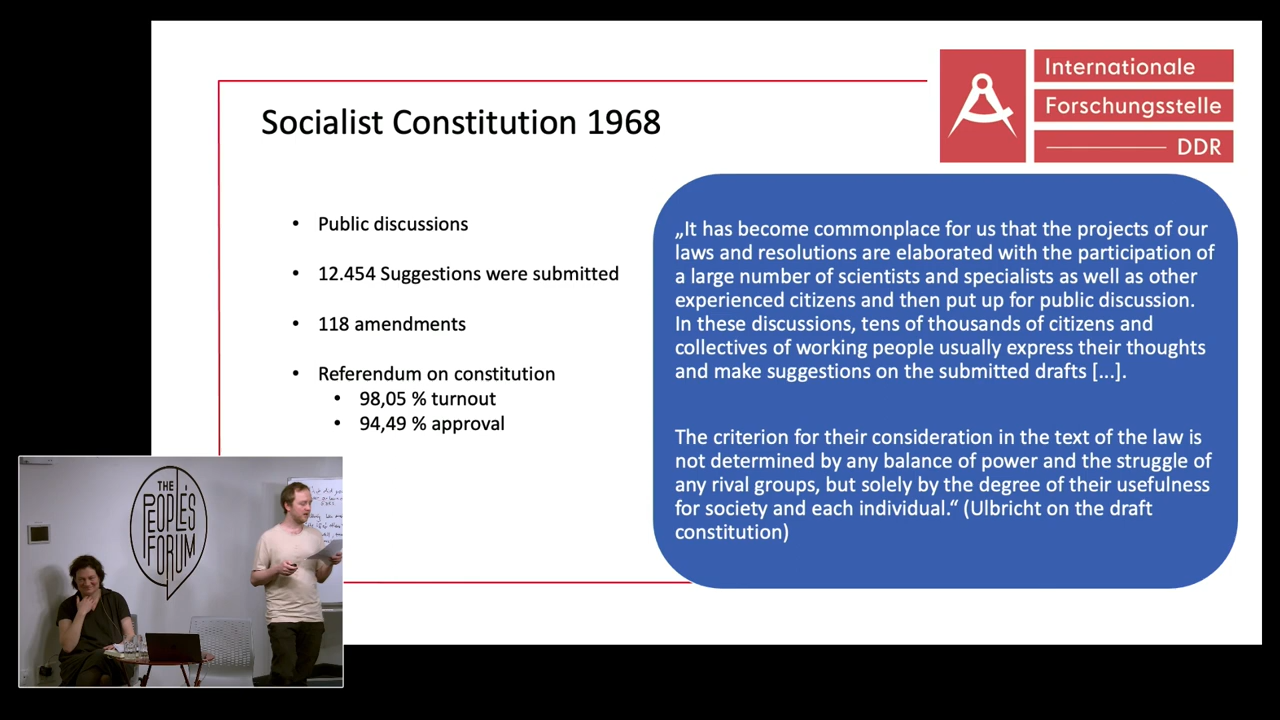 Internationale
Forschungsstelle
DDR
Socialist Constitution 1968
• Public discussions
• 12.454 Suggestions were submitted
• 118 amendments
• Referendum on constitution
• 98,05 % turnout
• 94,49 % approval
„It has become commonplace for us that the projects of our
laws and resolutions are elaborated with the participation of
a large number of scientists and specialists as well as other
experienced citizens and then put up for public discussion.
In these discussions, tens of thousands of citizens and
collectives of working people usually express their thoughts
and make suggestions on the submitted drafts [...].
The criterion for their consideration in the text of the law is
not determined by any balance of power and the struggle of
any rival groups, but solely by the degree of their usefulness
for society and each individual.“ (Ulbricht on the draft
constitution)
THE
PEOPLE'S
FORUM